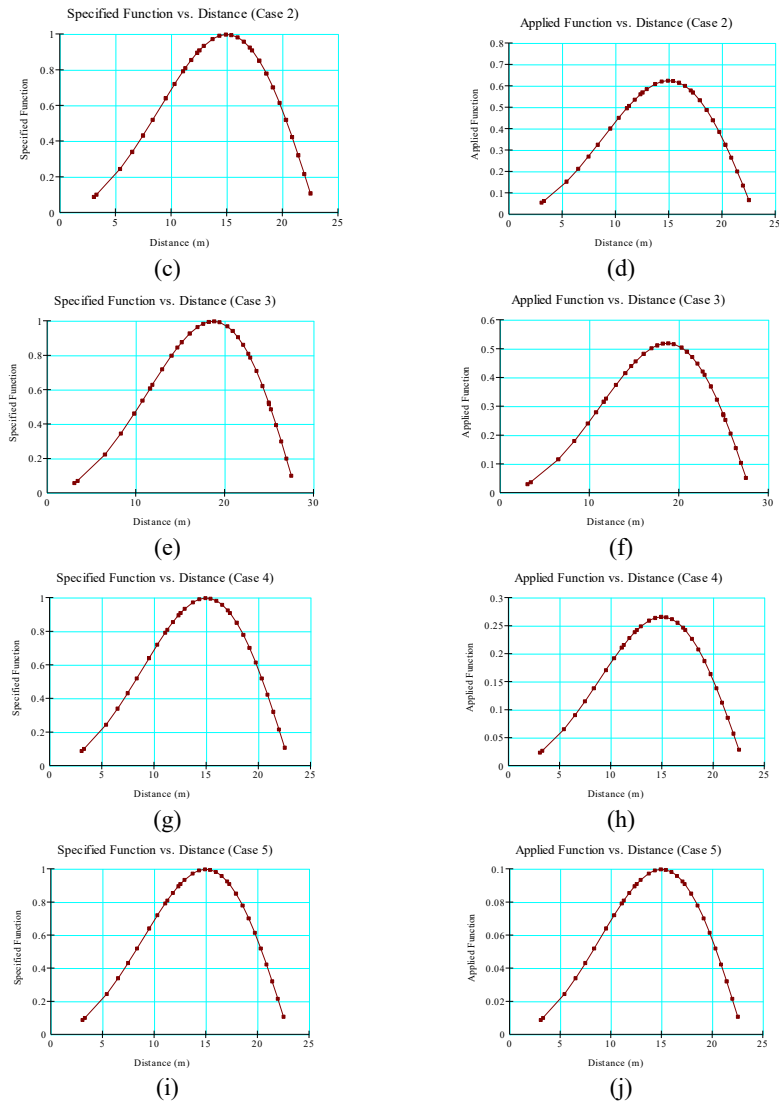 Specified Function vs. Distance (Case 2)
Specified Function
1
0.8
0.6
0.4
0.2
0
0 5 10 15 20 25
Distance (m)
(c)
Applied Function vs. Distance (Case 2)
Applied Function
0.8
0.7
0.6
0.5
0.4
0.3
0.2
0.1
0
0 5 10 15 20 25
Distance (m)
(d)
Specified Function vs. Distance (Case 3)
Specified Function
1
0.8
0.6
0.4
0.2
0
0 10 20 30
Distance (m)
(e)
Applied Function vs. Distance (Case 3)
Applied Function
0.6
0.5
0.4
0.3
0.2
0.1
0
0 10 20 30
Distance (m)
(f)
Specified Function vs. Distance (Case 4)
Specified Function
1
0.8
0.6
0.4
0.2
0
0 5 10 15 20 25
Distance (m)
(g)
Applied Function vs. Distance (Case 4)
Applied Function
0.3
0.25
0.2
0.15
0.1
0.05
0
0 5 10 15 20 25
Distance (m)
(h)
Specified Function vs. Distance (Case 5)
Specified Function
1
0.8
0.6
0.4
0.2
0
0 5 10 15 20 25
Distance (m)
(i)
Applied Function vs. Distance (Case 5)
Applied Function
0.1
0.08
0.06
0.04
0.02
0
0 5 10 15 20 25
Distance (m)
(j)